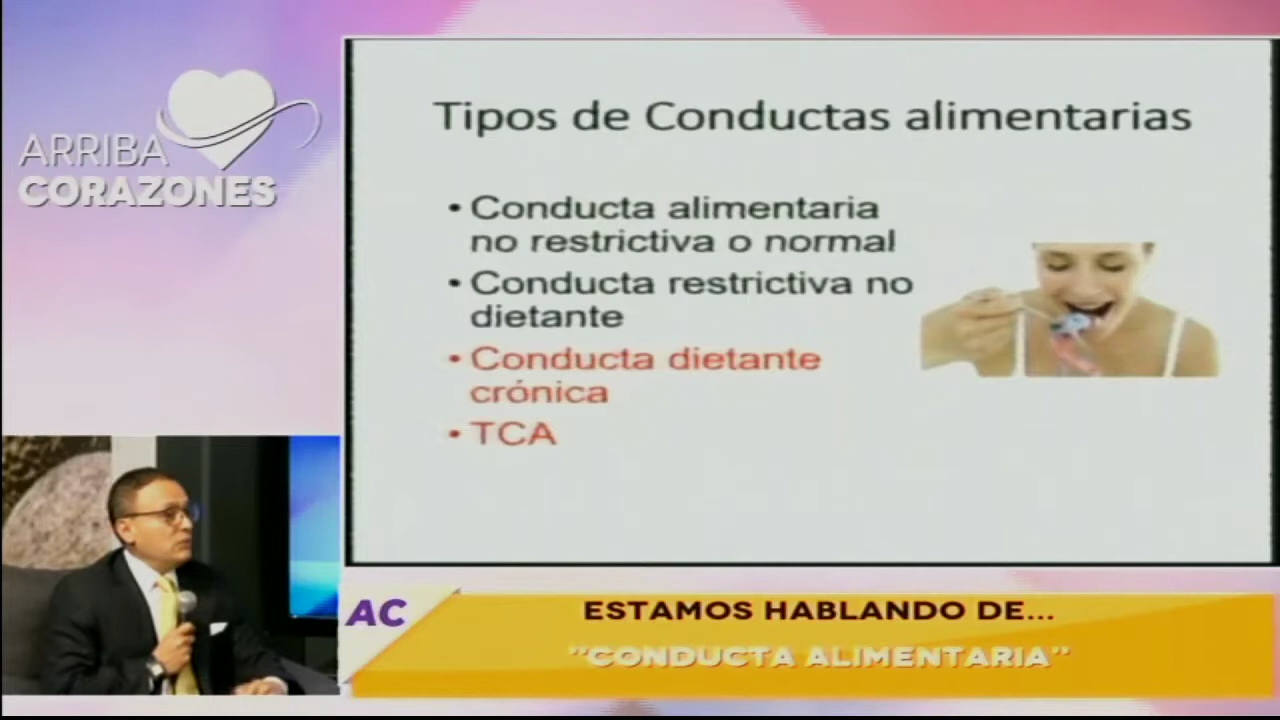 ARRIBA
CORAZONES
Tipos de Conductas alimentarias
• Conducta alimentaria
no restrictiva o normal
• Conducta restrictiva no
dietante
• Conducta dietante
crónica
• TCA
AC
ESTAMOS HABLANDO DE...
"CONDUCTA ALIMENTARIA"